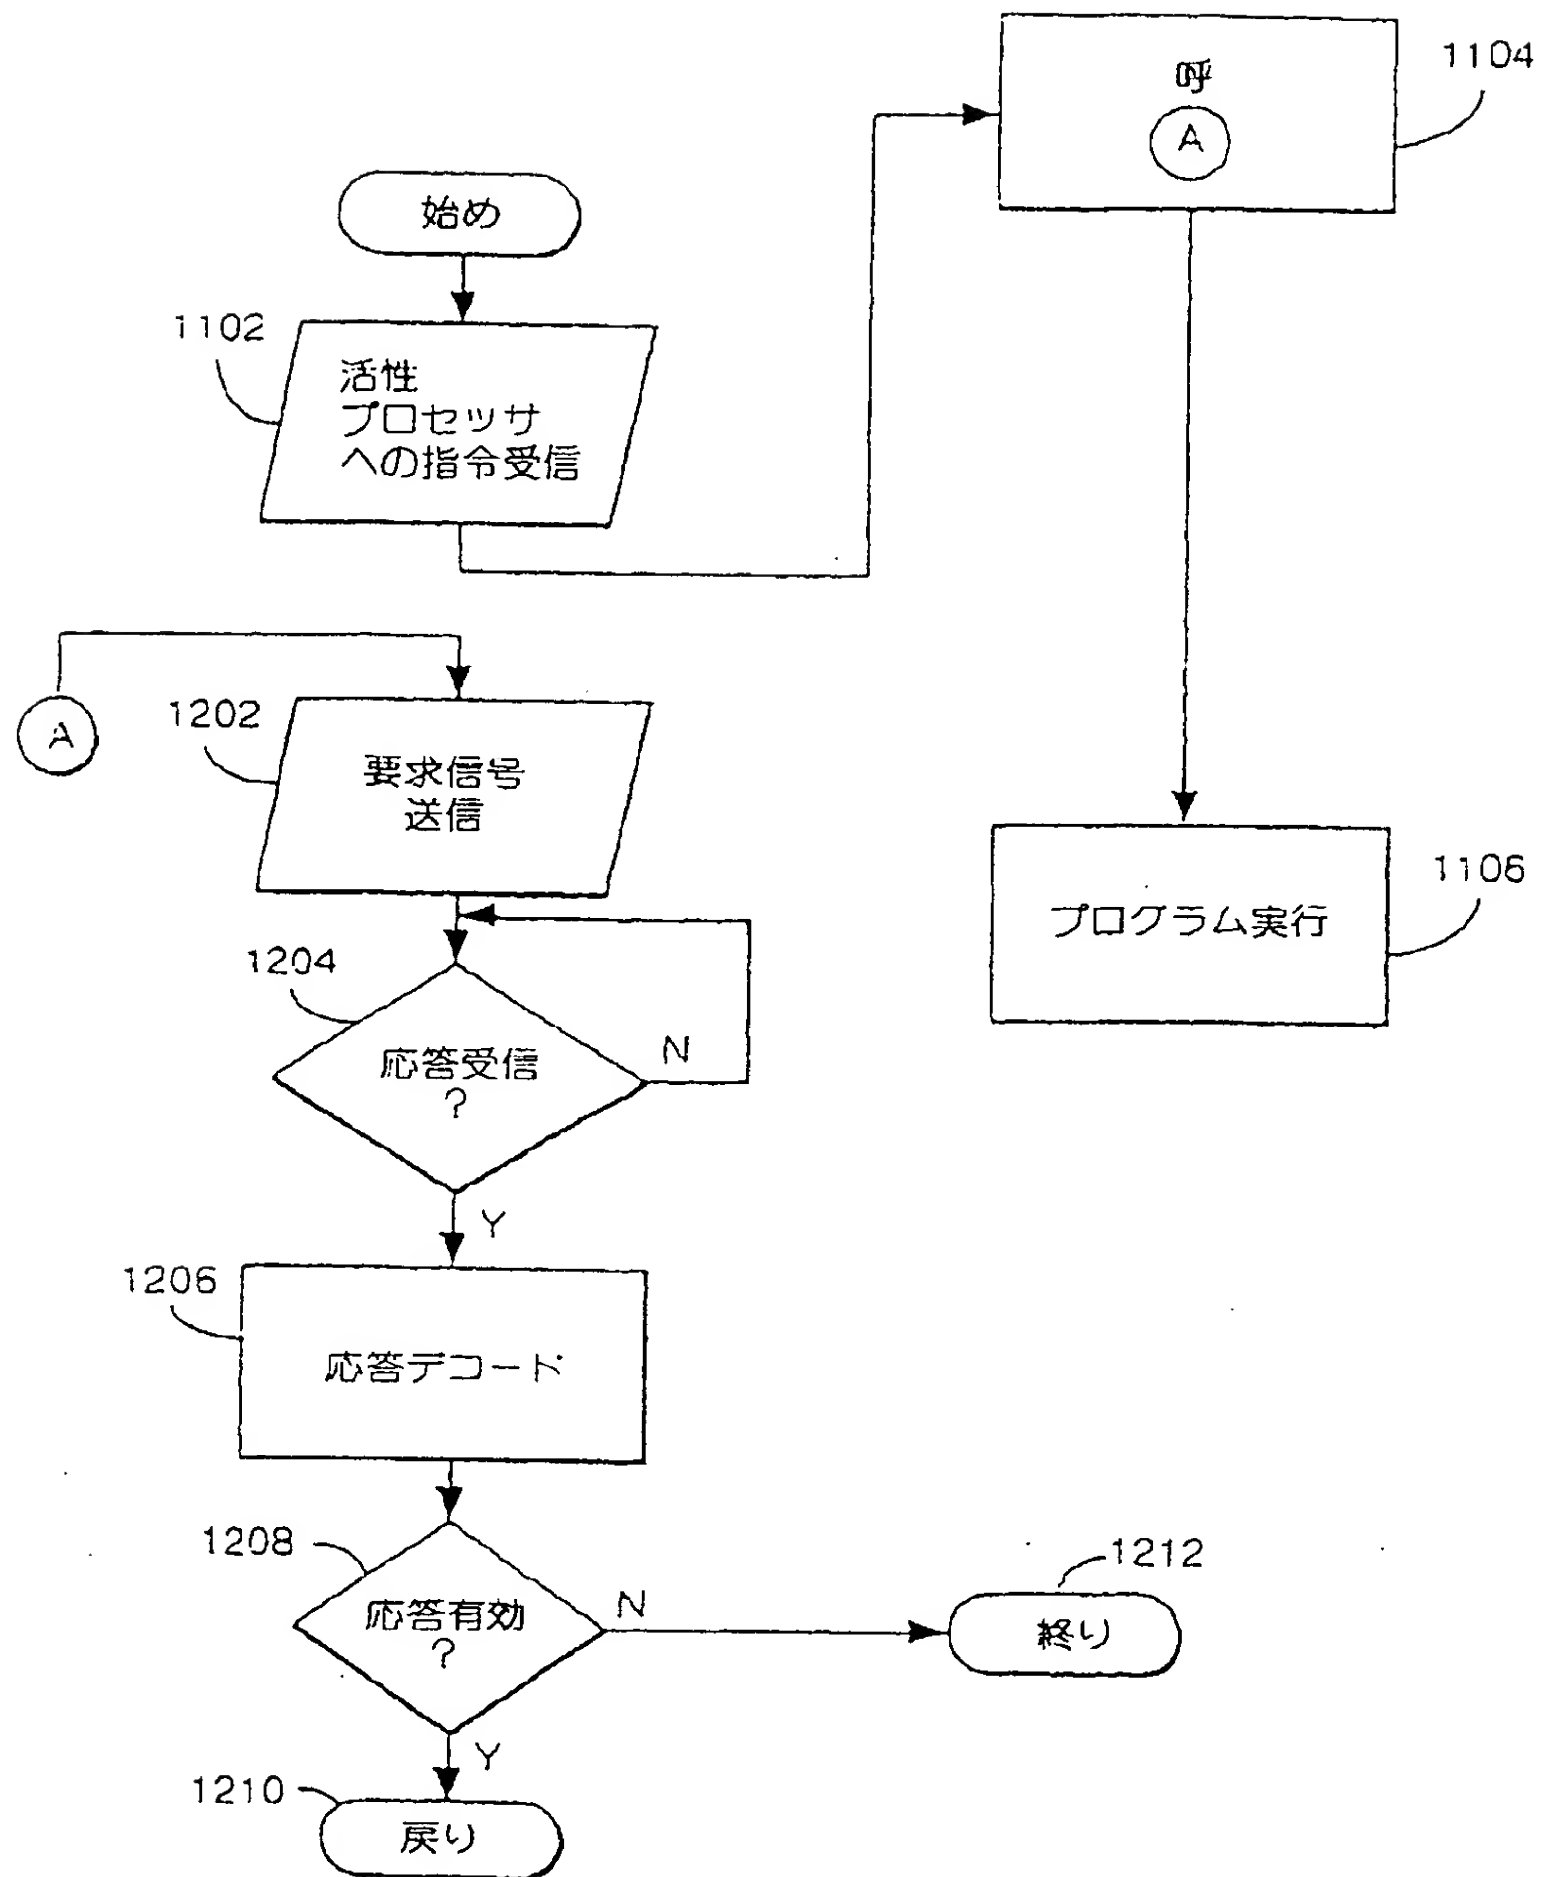 呼
A
1104
始め
1102
活性
プロセッサ
への指令受信
A
1202
要求信号
送信
プログラム実行
1106
1204
応答受信
?
N
Y
1206
応答デコード
1208
応答有効
?
N
1212
終り
Y
1210
戻り